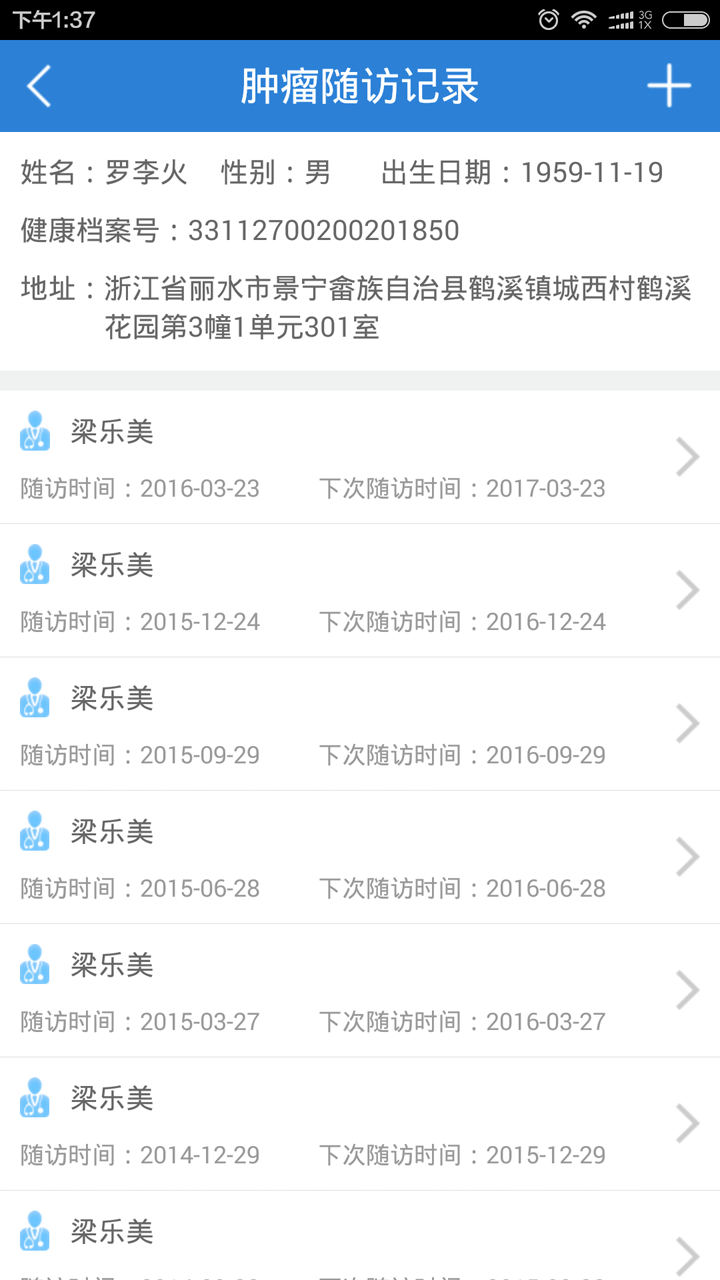 下午1:37 3G 1X
肿瘤随访记录
姓名：罗李火 性别：男 出生日期：1959-11-19
健康档案号：33112700200201850
地址：浙江省丽水市景宁畲族自治县鹤溪镇城西村鹤溪
花园第3幢1单元301室
梁乐美
随访时间：2016-03-23 下次随访时间：2017-03-23
梁乐美
随访时间：2015-12-24 下次随访时间：2016-12-24
梁乐美
随访时间：2015-09-29 下次随访时间：2016-09-29
梁乐美
随访时间：2015-06-28 下次随访时间：2016-06-28
梁乐美
随访时间：2015-03-27 下次随访时间：2016-03-27
梁乐美
随访时间：2014-12-29 下次随访时间：2015-12-29
梁乐美